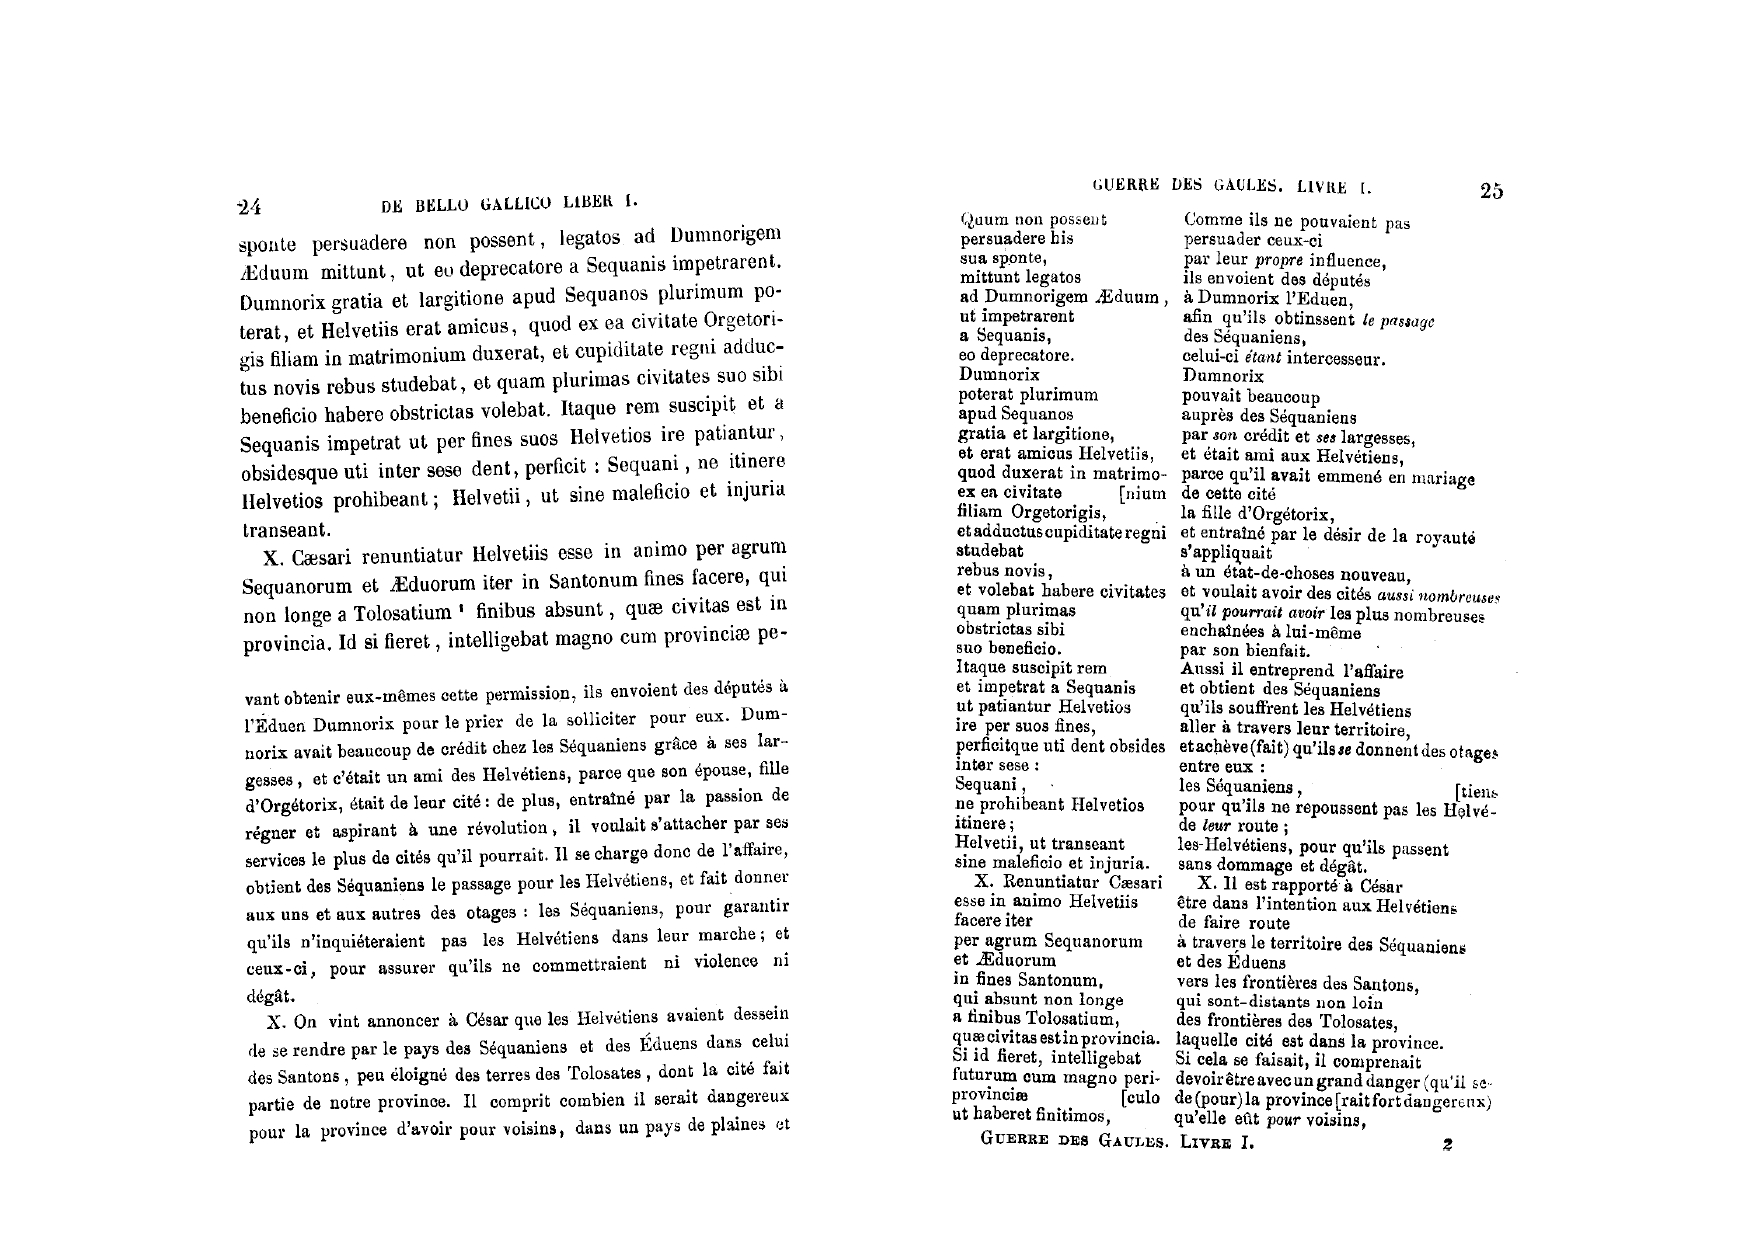 24
DE BELLO GALLICO LIBER I.
sponte persuadere non possent, legatos ad Dumnorigem
Æduum mittunt, ut eo deprecatore a Sequanis impetrarent.
Dumnorix gratia et largitione apud Sequanos plurimum po-
terat, et Helvetiis erat amicus, quod ex ea civitate Orgetori-
gis filiam in matrimonium duxerat, et cupiditate regni adduc-
tus novis rebus studebat, et quam plurimas civitates suo sibi
beneficio habere obstrictas volebat. Itaque rem suscipit et a
Sequanis impetrat ut per fines suos Helvetios ire patiantur,
obsidesque uti inter sese dent, perficit : Sequani, ne itinere
Helvetios prohibeant; Helvetii, ut sine maleficio et injuria
transeant.
X. Cæsari renuntiatur Helvetiis esse in animo per agrum
Sequanorum et Æduorum iter in Santonum fines facere, qui
non longe a Tolosatium ¹ finibus absunt, quæ civitas est in
provincia. Id si fieret, intelligebat magno cum provinciæ pe-
vant obtenir eux-mêmes cette permission, ils envoient des députés à
l'Éduen Dumnorix pour le prier de la solliciter pour eux. Dum-
norix avait beaucoup de crédit chez les Séquaniens grâce à ses lar-
gesses, et c'était un ami des Helvétiens, parce que son épouse, fille
d'Orgétorix, était de leur cité : de plus, entraîné par la passion de
régner et aspirant à une révolution, il voulait s'attacher par ses
services le plus de cités qu'il pourrait. Il se charge donc de l'affaire,
obtient des Séquaniens le passage pour les Helvétiens, et fait donner
aux uns et aux autres des otages : les Séquaniens, pour garantir
qu'ils n'inquiéteraient pas les Helvétiens dans leur marche; et
ceux-ci, pour assurer qu'ils ne commettraient ni violence ni
dégât.
X. On vint annoncer à César que les Helvétiens avaient dessein
de se rendre par le pays des Séquaniens et des Éduens dans celui
des Santons, peu éloigné des terres des Tolosates, dont la cité fait
partie de notre province. Il comprit combien il serait dangereux
pour la province d'avoir pour voisins, dans un pays de plaines et
GUERRE DES GAULES. LIVRE I.
25
Quum non possent
persuadere his
sua sponte,
mittunt legatos
ad Dumnorigem Æduum,
ut impetrarent
a Sequanis,
eo deprecatore.
Dumnorix
poterat plurimum
apud Sequanos
gratia et largitione,
et erat amicus Helvetiis,
quod duxerat in matrimo-
ex ea civitate [nium
filiam Orgetorigis,
et adductus cupiditate regni
studebat
rebus novis,
et volebat habere civitates
quam plurimas
obstrictas sibi
suo beneficio.
Itaque suscipit rem
et impetrat a Sequanis
ut patiantur Helvetios
ire per suos fines,
perficitque uti dent obsides
inter sese :
Sequani,
ne prohibeant Helvetios
itinere;
Helvetii, ut transeant
sine maleficio et injuria.
X. Renuntiatur Cæsari
esse in animo Helvetiis
facere iter
per agrum Sequanorum
et Æduorum
in fines Santonum,
qui absunt non longe
a finibus Tolosatium,
quæ civitas est in provincia.
Si id fieret, intelligebat
futurum cum magno peri-
provinciæ [culo
ut haberet finitimos,
Comme ils ne pouvaient pas
persuader ceux-ci
par leur propre influence,
ils envoient des députés
à Dumnorix l'Eduen,
afin qu'ils obtinssent le passage
des Séquaniens,
celui-ci étant intercesseur.
Dumnorix
pouvait beaucoup
auprès des Séquaniens
par son crédit et ses largesses,
et était ami aux Helvétiens,
parce qu'il avait emmené en mariage
de cette cité
la fille d'Orgétorix,
et entraîné par le désir de la royauté
s'appliquait
à un état-de-choses nouveau,
et voulait avoir des cités aussi nombreuses
qu'il pourrait avoir les plus nombreuses
enchaînées à lui-même
par son bienfait.
Aussi il entreprend l'affaire
et obtient des Séquaniens
qu'ils souffrent les Helvétiens
aller à travers leur territoire,
et achève (fait) qu'ils se donnent des otages
entre eux :
les Séquaniens, [tiens
pour qu'ils ne repoussent pas les Helvé-
de leur route;
les Helvétiens, pour qu'ils passent
sans dommage et dégât.
X. Il est rapporté à César
être dans l'intention aux Helvétiens
de faire route
à travers le territoire des Séquaniens
et des Éduens
vers les frontières des Santons,
qui sont-distants non loin
des frontières des Tolosates,
laquelle cité est dans la province.
Si cela se faisait, il comprenait
devoir être avec un grand danger (qu'il se-
de (pour) la province [rait fort dangereux)
qu'elle eût pour voisins,
GUERRE DES GAULES. LIVRE I.
2